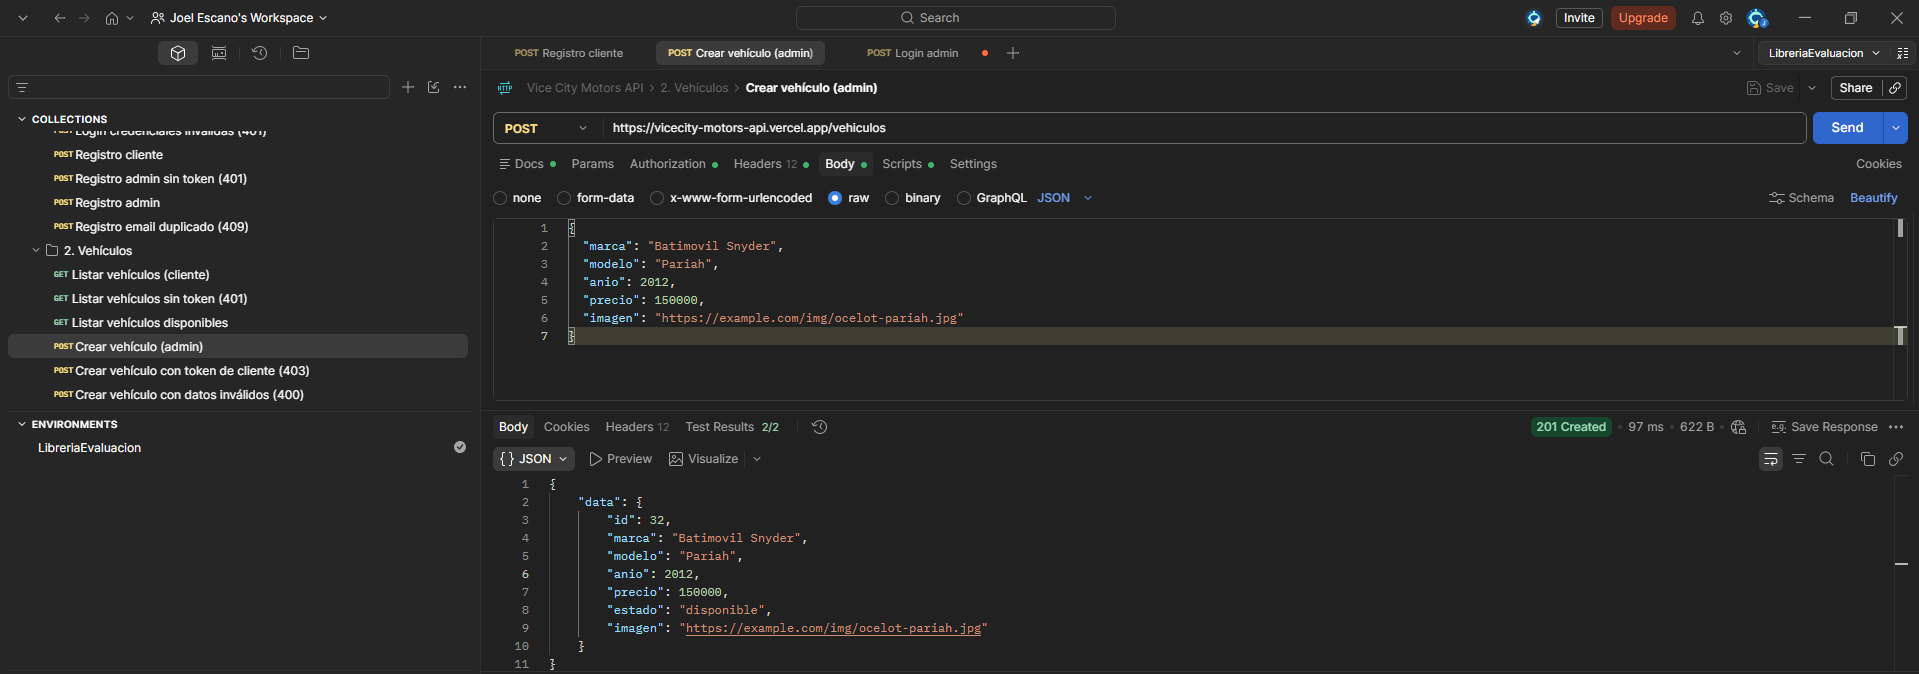 Joel Escano's Workspace
Search
Invite
Upgrade
POST Registro cliente
POST Crear vehículo (admin)
POST Login admin
LibreriaEvaluacion
Vice City Motors API > 2. Vehículos > Crear vehículo (admin)
Save
Share
POST
https://vicecity-motors-api.vercel.app/vehiculos
Send
Docs
Params
Authorization
Headers 12
Body
Scripts
Settings
Cookies
none
form-data
x-www-form-urlencoded
raw
binary
GraphQL
JSON
Schema
Beautify
1 {
2 "marca": "Batimovil Snyder",
3 "modelo": "Pariah",
4 "anio": 2012,
5 "precio": 150000,
6 "imagen": "https://example.com/img/ocelot-pariah.jpg"
7 }
COLLECTIONS
POST Login credenciales inválidas (401)
POST Registro cliente
POST Registro admin sin token (401)
POST Registro admin
POST Registro email duplicado (409)
2. Vehículos
GET Listar vehículos (cliente)
GET Listar vehículos sin token (401)
GET Listar vehículos disponibles
POST Crear vehículo (admin)
POST Crear vehículo con token de cliente (403)
POST Crear vehículo con datos inválidos (400)
ENVIRONMENTS
LibreriaEvaluacion
Body
Cookies
Headers 12
Test Results 2/2
201 Created
97 ms
622 B
e.g. Save Response
{} JSON
Preview
Visualize
1 {
2 "data": {
3 "id": 32,
4 "marca": "Batimovil Snyder",
5 "modelo": "Pariah",
6 "anio": 2012,
7 "precio": 150000,
8 "estado": "disponible",
9 "imagen": "https://example.com/img/ocelot-pariah.jpg"
10 }
11 }